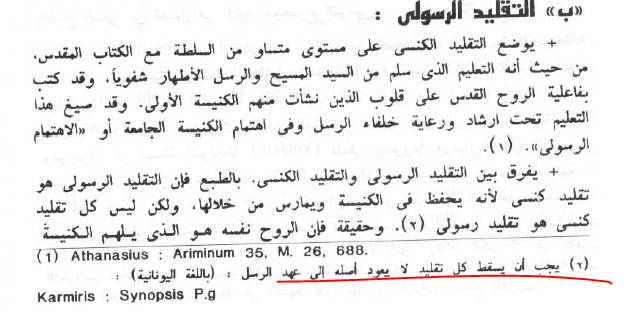 «ب» التقليد الرسولى :
+ يوضع التقليد الكنسى على مستوى متساو من السلطة مع الكتاب المقدس،
من حيث أنه التعليم الذى سلم من السيد المسيح والرسل الأطهار شفوياً، وقد كتب
بفاعلية الروح القدس على قلوب الذين نشأت منهم الكنيسة الأولى. وقد صيغ هذا
التعليم تحت ارشاد ورعاية خلفاء الرسل وفى اهتمام الكنيسة الجامعة أو «الاهتمام
الرسولى». (١).
+ يفرق بين التقليد الرسولى والتقليد الكنسى. بالطبع فإن التقليد الرسولى هو
تقليد كنسى لأنه يحفظ فى الكنيسة ويمارس من خلالها، ولكن ليس كل تقليد
كنسى هو تقليد رسولى (٢). وحقيقة فإن الروح نفسه هو الذى يلهم الكنيسة
(1) Athanasius : Ariminum 35, M. 26, 688.
(٢) يجب أن يسقط كل تقليد لا يعود أصله إلى عهد الرسل : (باللغة اليونانية) :
Karmiris : Synopsis P.g